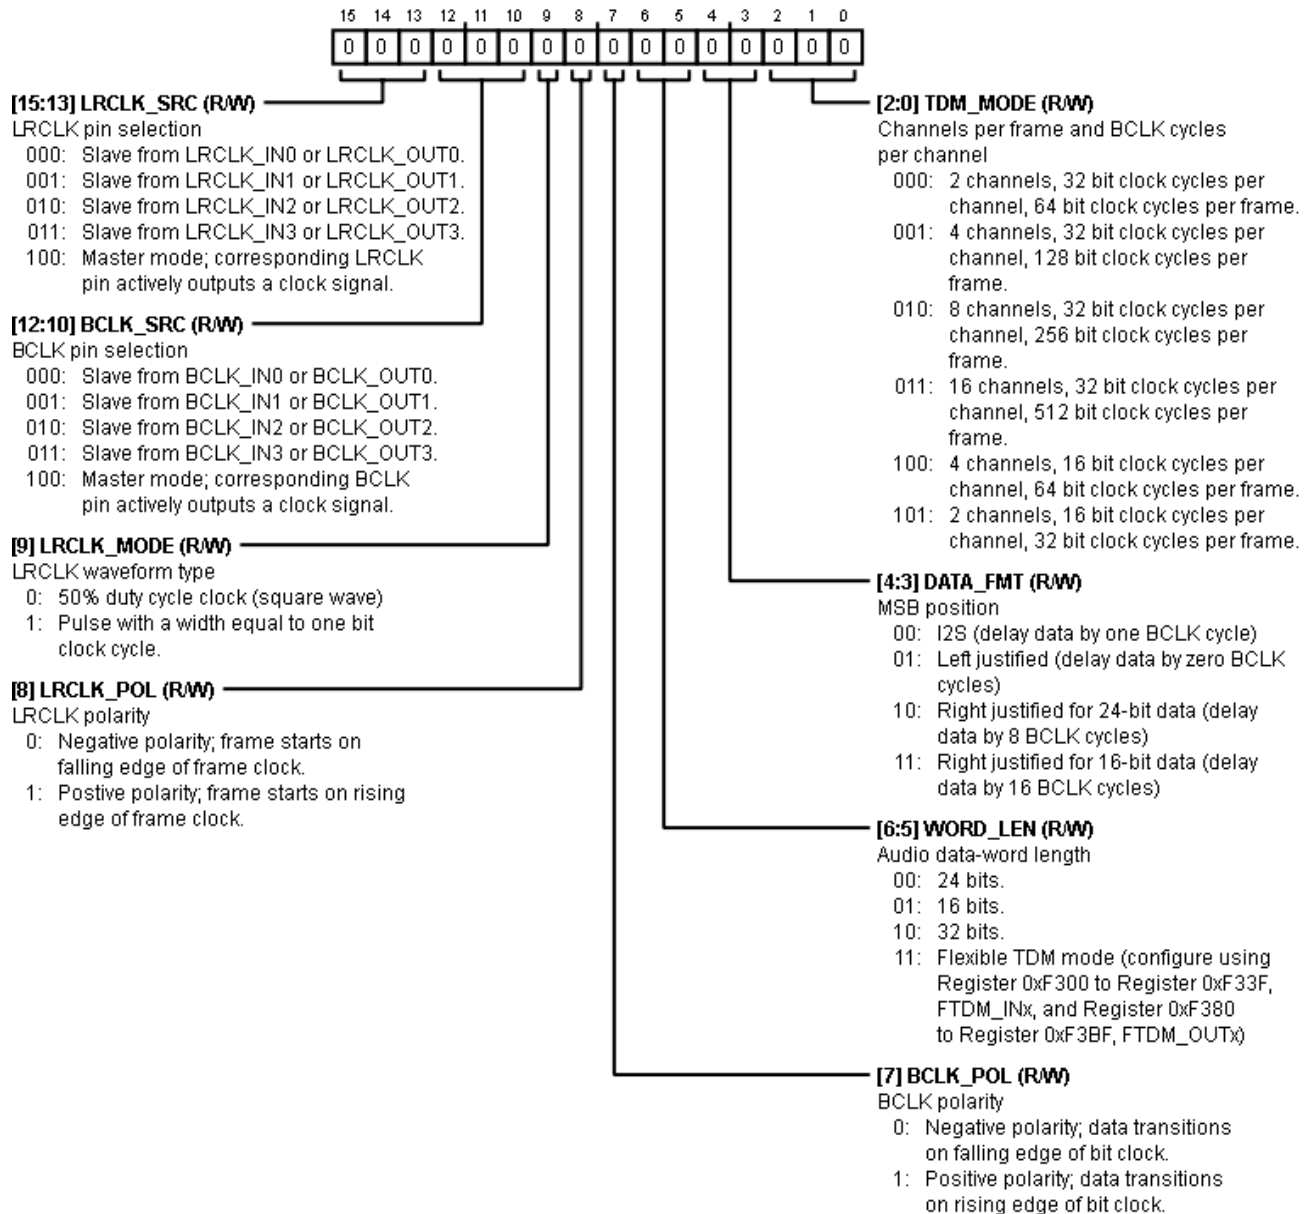 15 14 13 12 11 10 9 8 7 6 5 4 3 2 1 0
0 0 0 0 0 0 0 0 0 0 0 0 0 0 0 0
[15:13] LRCLK_SRC (R/W)
LRCLK pin selection
000: Slave from LRCLK_IN0 or LRCLK_OUT0.
001: Slave from LRCLK_IN1 or LRCLK_OUT1.
010: Slave from LRCLK_IN2 or LRCLK_OUT2.
011: Slave from LRCLK_IN3 or LRCLK_OUT3.
100: Master mode; corresponding LRCLK
pin actively outputs a clock signal.
[12:10] BCLK_SRC (R/W)
BCLK pin selection
000: Slave from BCLK_IN0 or BCLK_OUT0.
001: Slave from BCLK_IN1 or BCLK_OUT1.
010: Slave from BCLK_IN2 or BCLK_OUT2.
011: Slave from BCLK_IN3 or BCLK_OUT3.
100: Master mode; corresponding BCLK
pin actively outputs a clock signal.
[9] LRCLK_MODE (R/W)
LRCLK waveform type
0: 50% duty cycle clock (square wave)
1: Pulse with a width equal to one bit
clock cycle.
[8] LRCLK_POL (R/W)
LRCLK polarity
0: Negative polarity; frame starts on
falling edge of frame clock.
1: Postive polarity; frame starts on rising
edge of frame clock.
[2:0] TDM_MODE (R/W)
Channels per frame and BCLK cycles
per channel
000: 2 channels, 32 bit clock cycles per
channel, 64 bit clock cycles per frame.
001: 4 channels, 32 bit clock cycles per
channel, 128 bit clock cycles per
frame.
010: 8 channels, 32 bit clock cycles per
channel, 256 bit clock cycles per
frame.
011: 16 channels, 32 bit clock cycles per
channel, 512 bit clock cycles per
frame.
100: 4 channels, 16 bit clock cycles per
channel, 64 bit clock cycles per frame.
101: 2 channels, 16 bit clock cycles per
channel, 32 bit clock cycles per frame.
[4:3] DATA_FMT (R/W)
MSB position
00: I2S (delay data by one BCLK cycle)
01: Left justified (delay data by zero BCLK
cycles)
10: Right justified for 24-bit data (delay
data by 8 BCLK cycles)
11: Right justified for 16-bit data (delay
data by 16 BCLK cycles)
[6:5] WORD_LEN (R/W)
Audio data-word length
00: 24 bits.
01: 16 bits.
10: 32 bits.
11: Flexible TDM mode (configure using
Register 0xF300 to Register 0xF33F,
FTDM_INx, and Register 0xF380
to Register 0xF3BF, FTDM_OUTx)
[7] BCLK_POL (R/W)
BCLK polarity
0: Negative polarity; data transitions
on falling edge of bit clock.
1: Positive polarity; data transitions
on rising edge of bit clock.